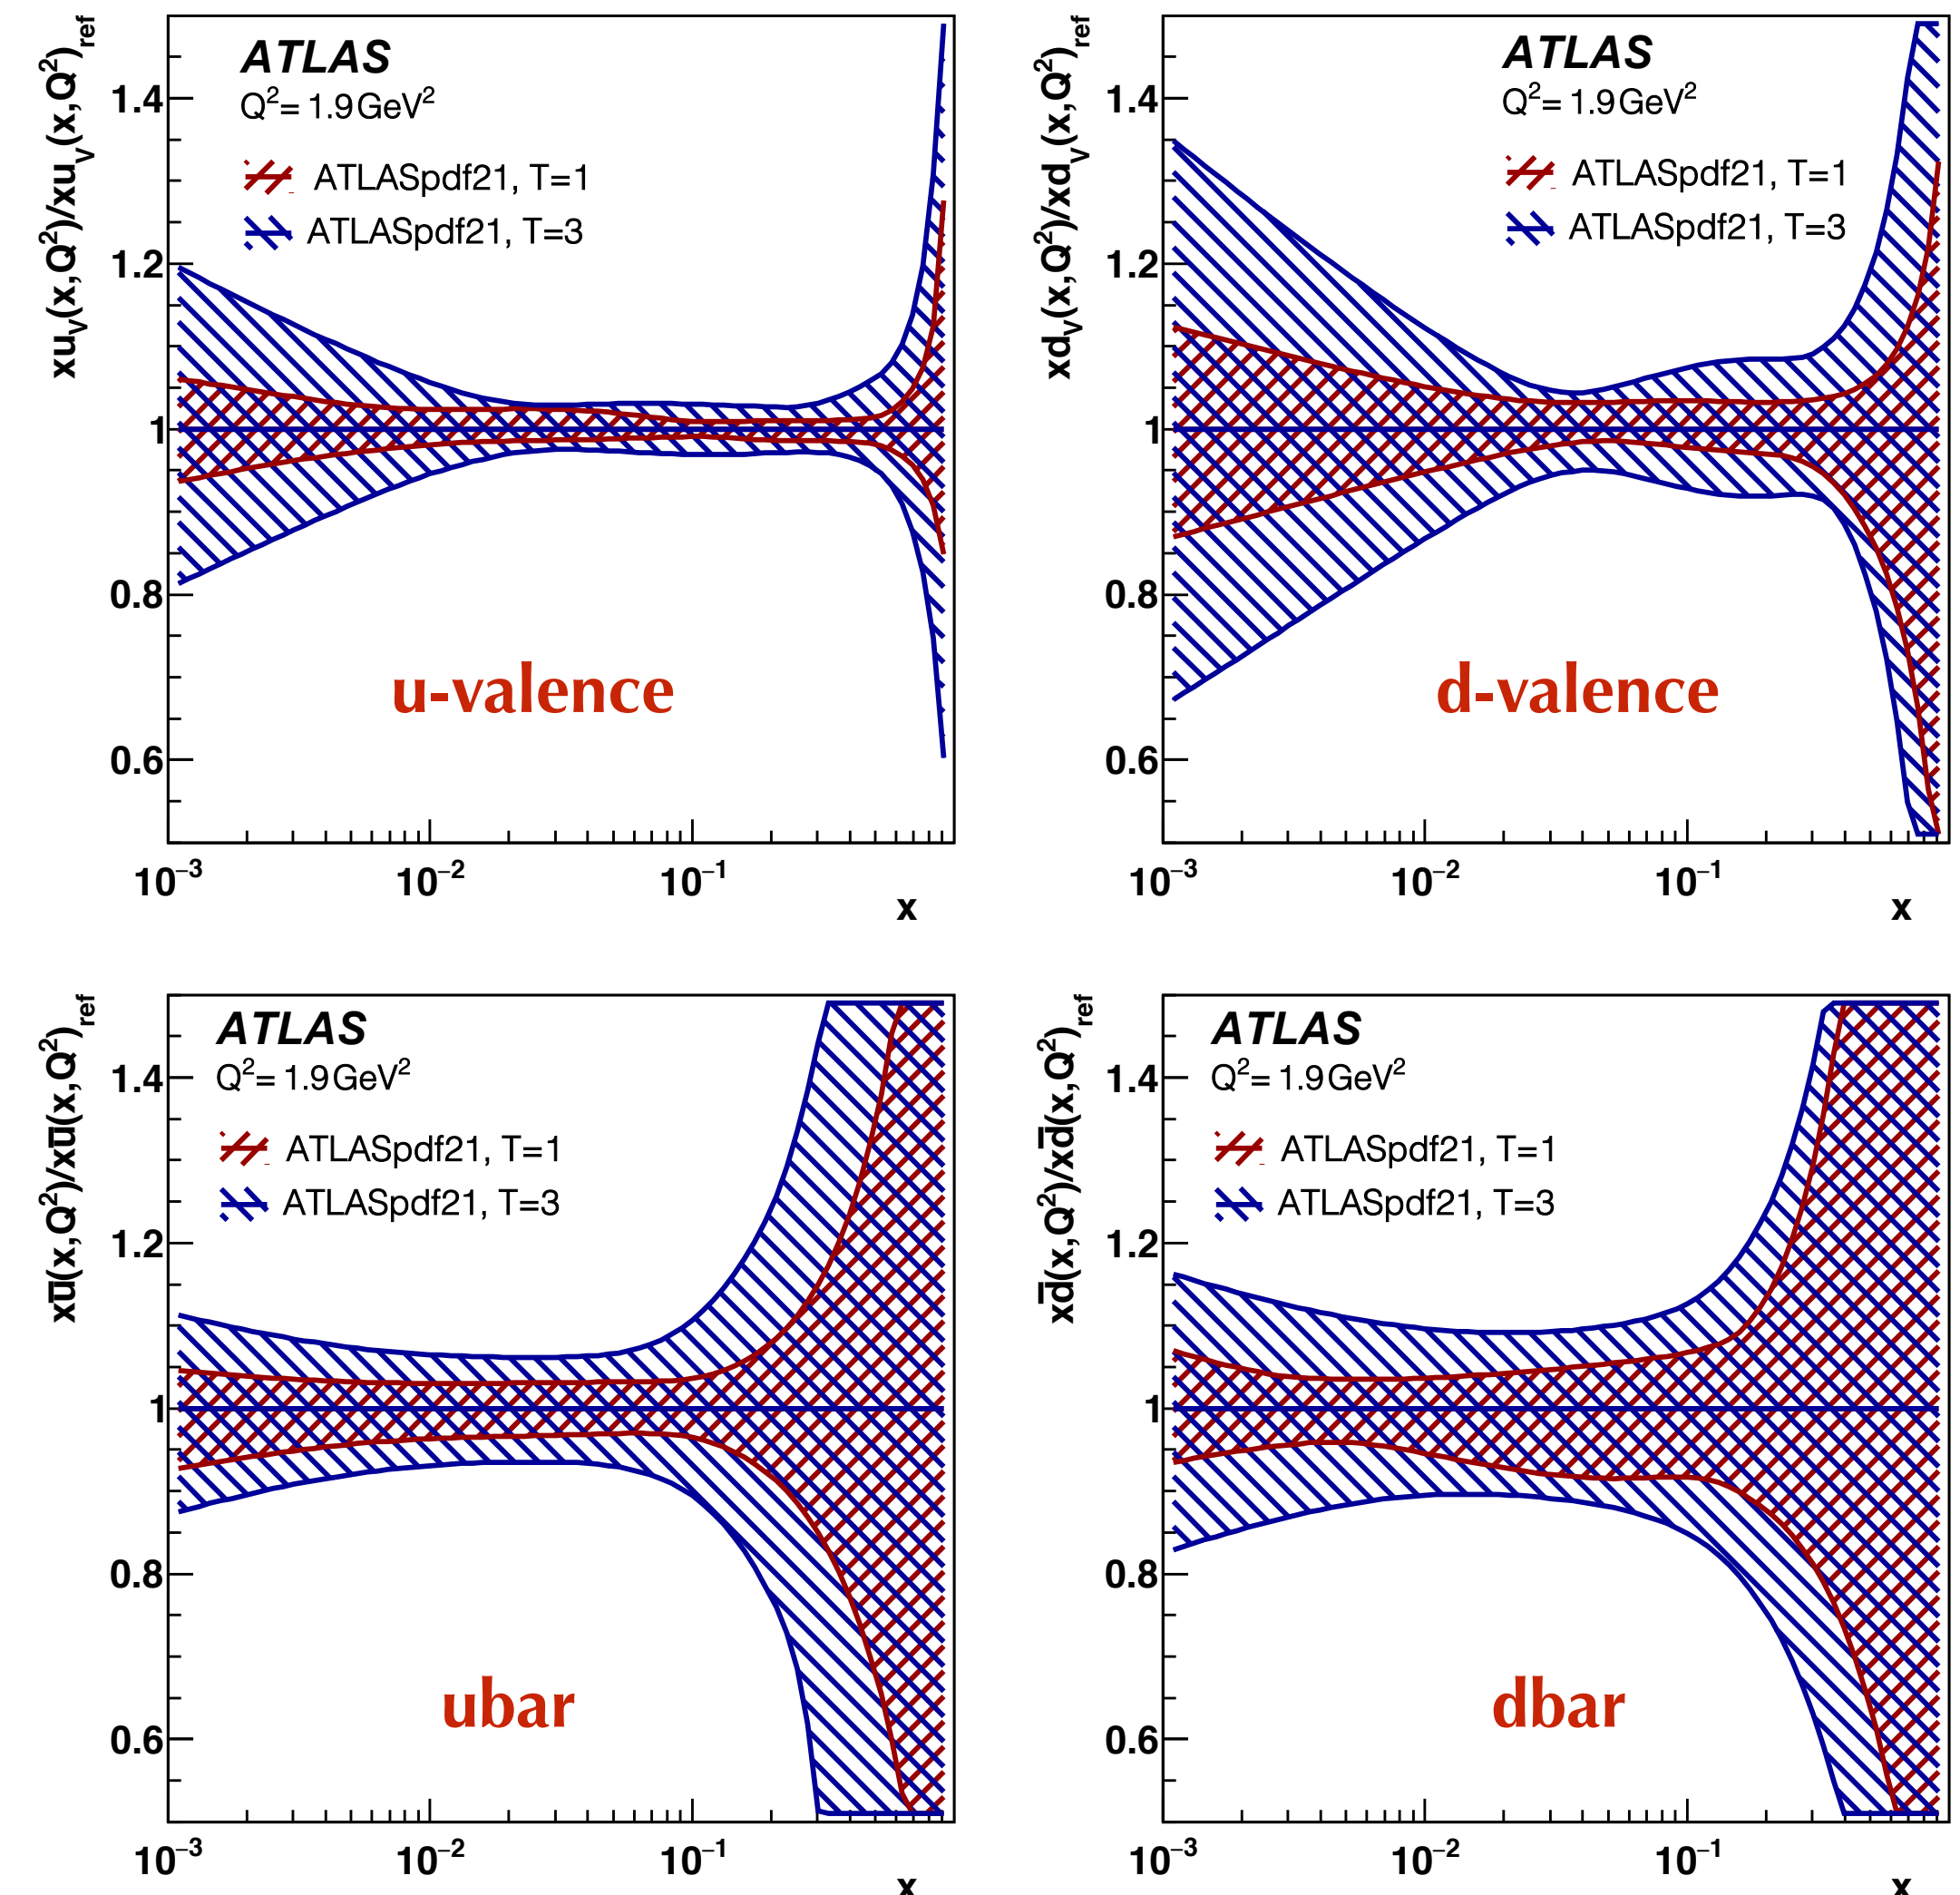 xu_V(x,Q²)/xu_V(x,Q²)_ref
ATLAS
Q²= 1.9 GeV²
ATLASpdf21, T=1
ATLASpdf21, T=3
1.4
1.2
1
0.8
0.6
u-valence
10⁻³ 10⁻² 10⁻¹
x
xd_V(x,Q²)/xd_V(x,Q²)_ref
ATLAS
Q²= 1.9 GeV²
ATLASpdf21, T=1
ATLASpdf21, T=3
1.4
1.2
1
0.8
0.6
d-valence
10⁻³ 10⁻² 10⁻¹
x
xu̅(x,Q²)/xu̅(x,Q²)_ref
ATLAS
Q²= 1.9 GeV²
ATLASpdf21, T=1
ATLASpdf21, T=3
1.4
1.2
1
0.8
0.6
ubar
10⁻³ 10⁻² 10⁻¹
x
xd̅(x,Q²)/xd̅(x,Q²)_ref
ATLAS
Q²= 1.9 GeV²
ATLASpdf21, T=1
ATLASpdf21, T=3
1.4
1.2
1
0.8
0.6
dbar
10⁻³ 10⁻² 10⁻¹
x